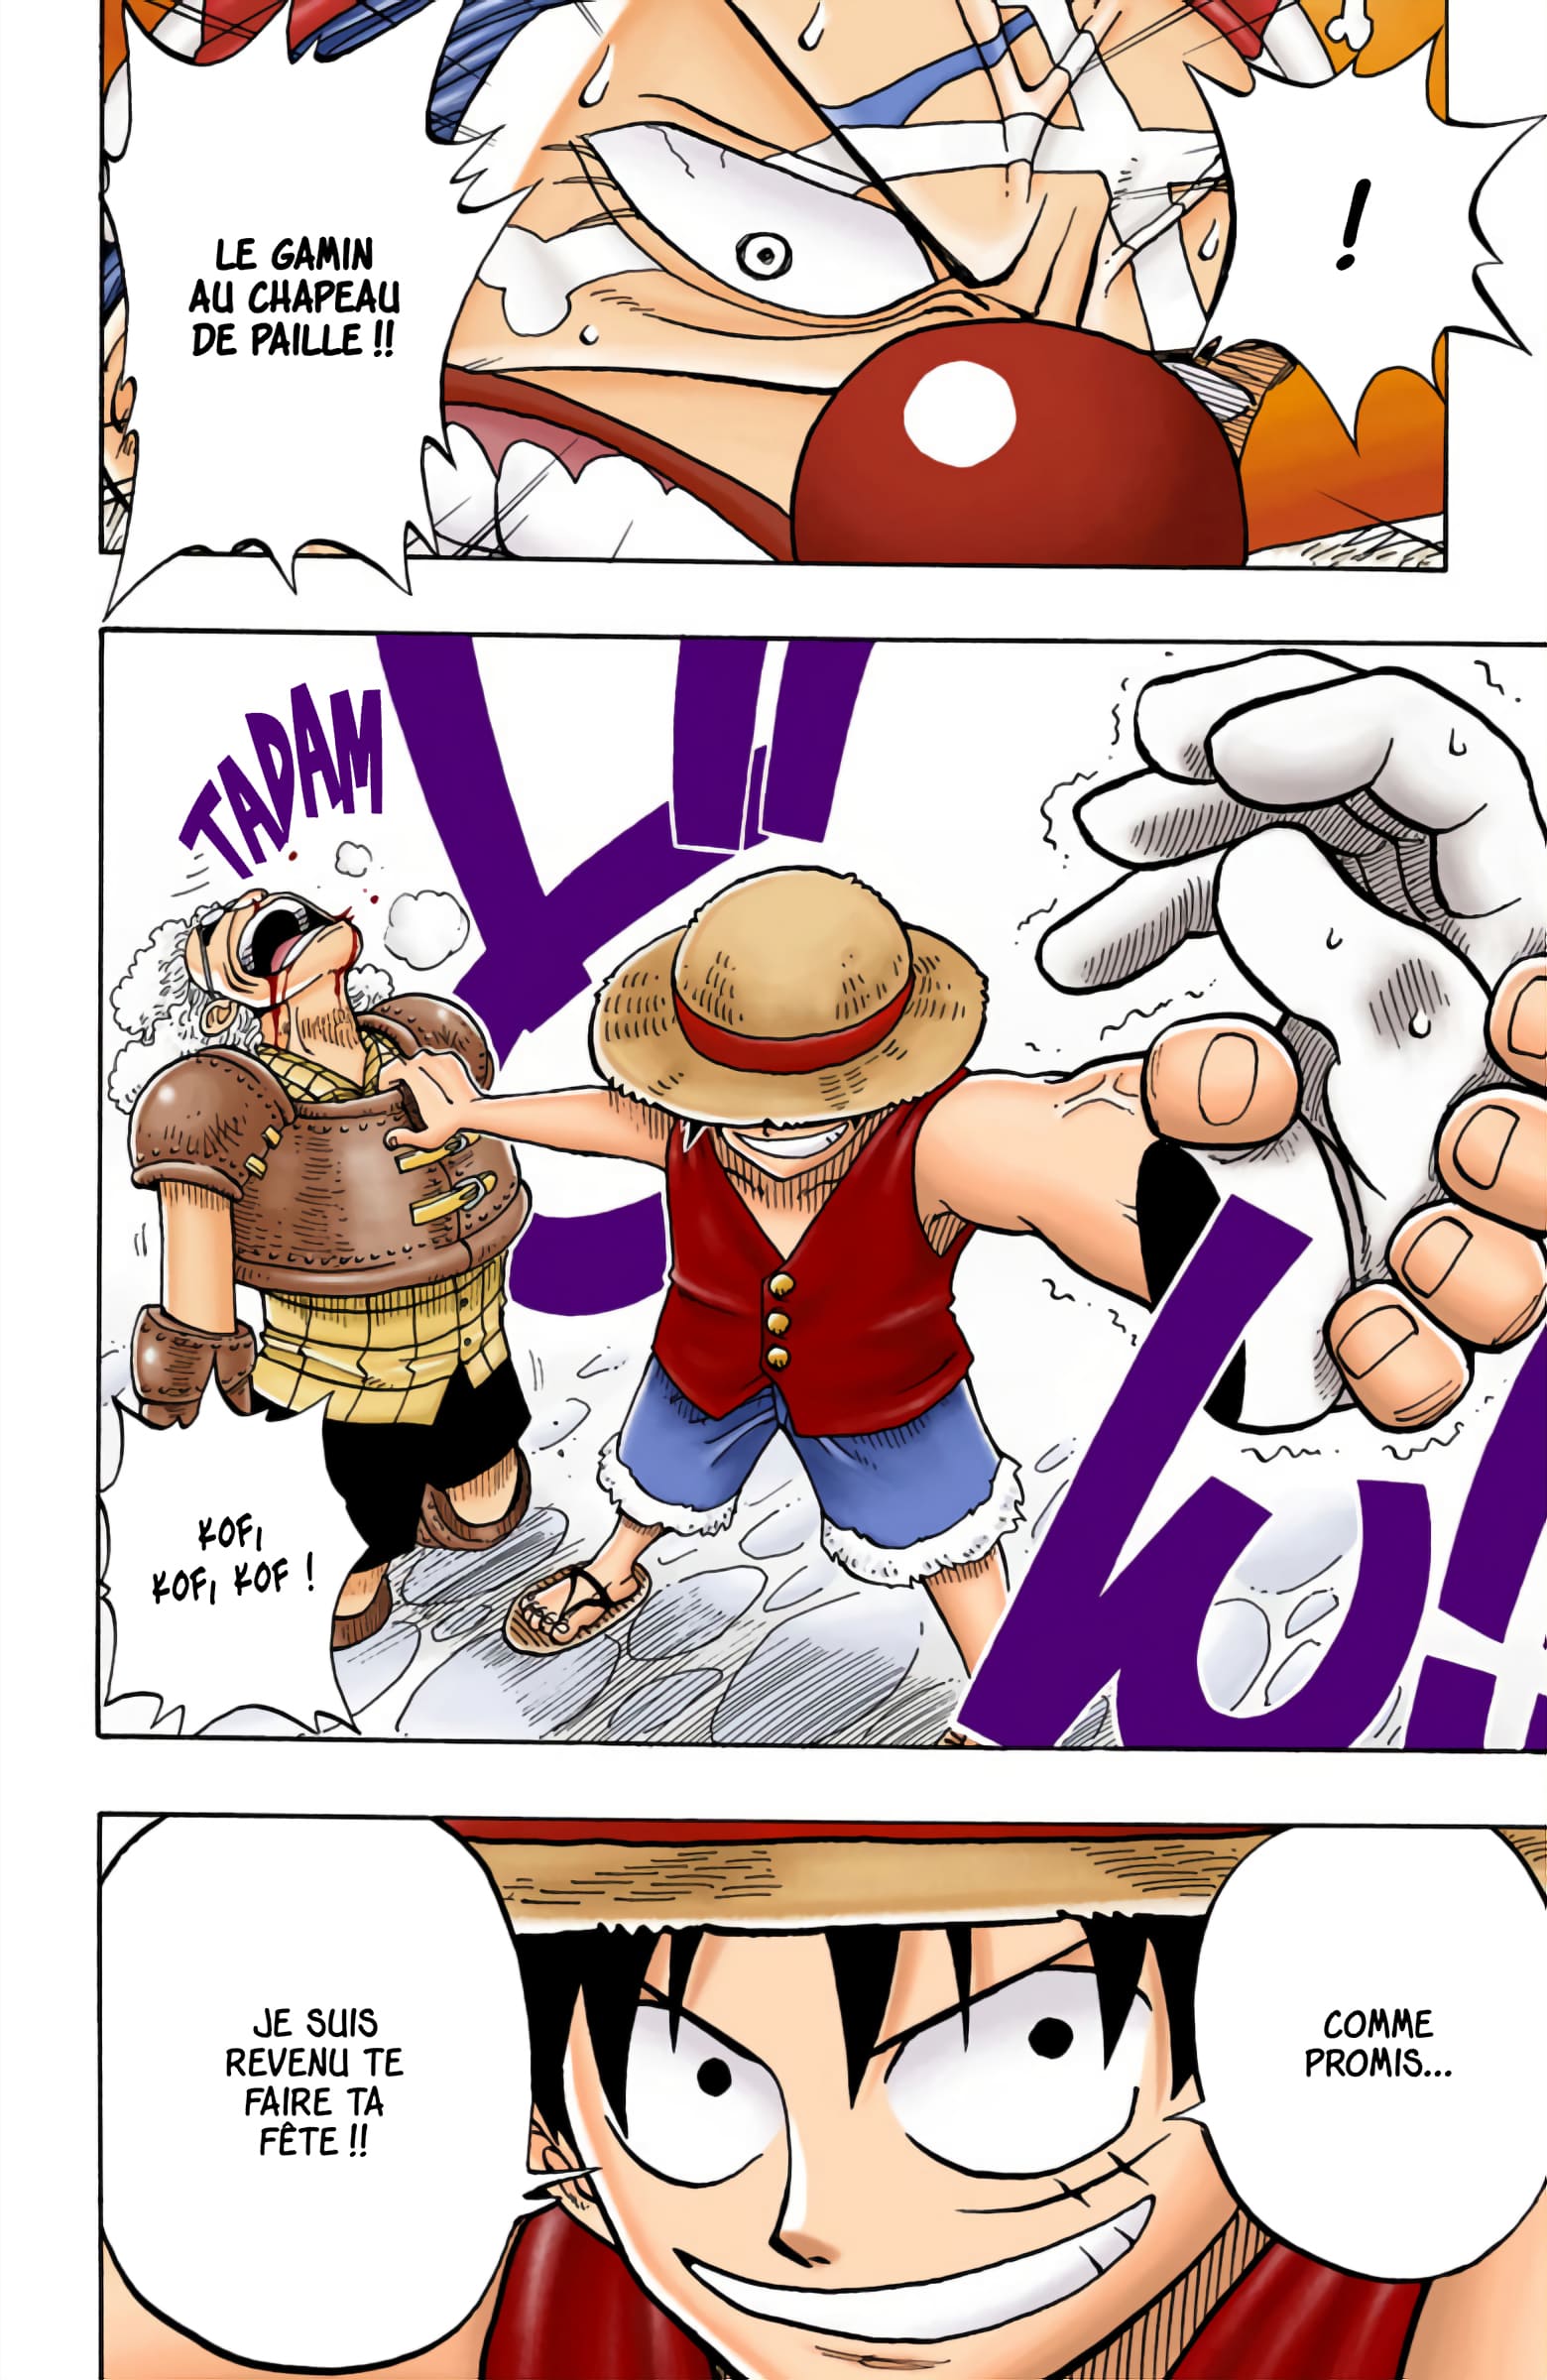 !
LE GAMIN
AU CHAPEAU
DE PAILLE !!
TADAM
KOF,
KOF, KOF !
COMME
PROMIS...
JE SUIS
REVENU TE
FAIRE TA
FÊTE !!